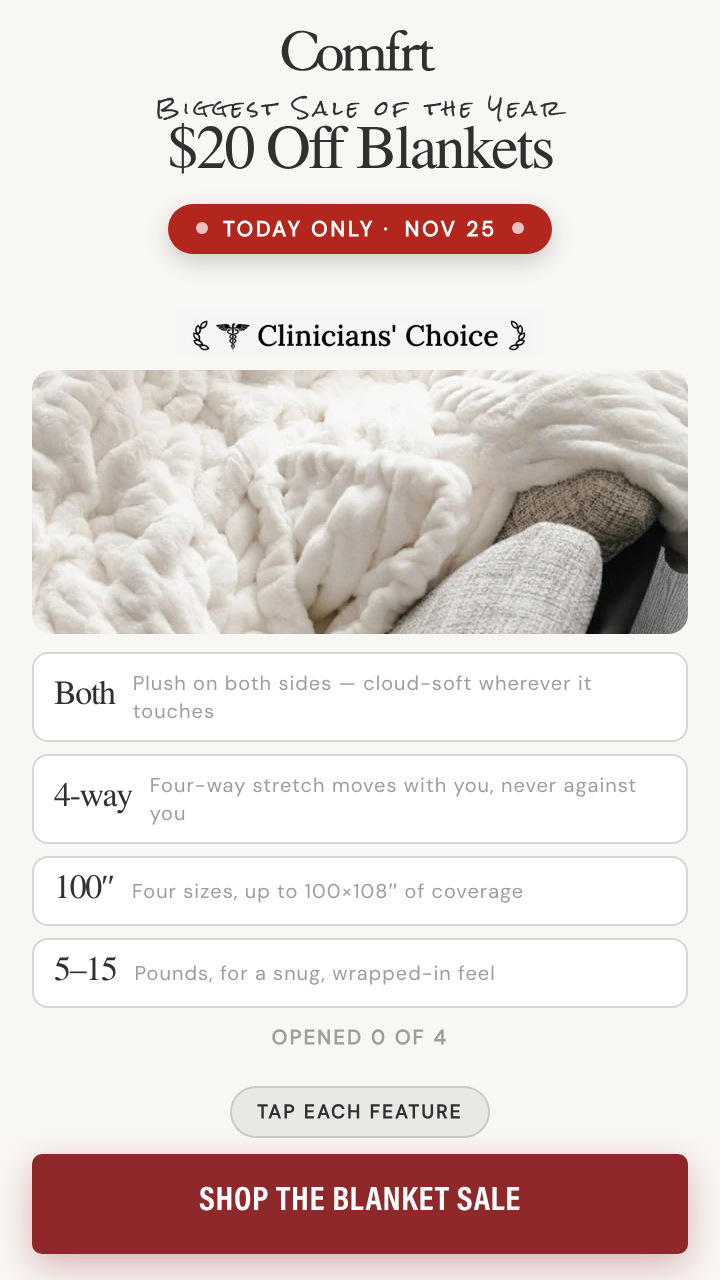 Comfrt
Biggest Sale of the Year
$20 Off Blankets
TODAY ONLY · NOV 25
Clinicians' Choice
Both
Plush on both sides — cloud-soft wherever it
touches
4-way
Four-way stretch moves with you, never against
you
100″
Four sizes, up to 100×108″ of coverage
5–15
Pounds, for a snug, wrapped-in feel
OPENED 0 OF 4
TAP EACH FEATURE
SHOP THE BLANKET SALE